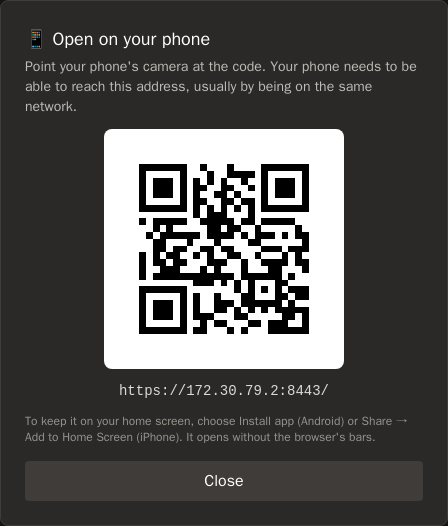 📱 Open on your phone
Point your phone's camera at the code. Your phone needs to be
able to reach this address, usually by being on the same
network.
https://172.30.79.2:8443/
To keep it on your home screen, choose Install app (Android) or Share →
Add to Home Screen (iPhone). It opens without the browser's bars.
Close